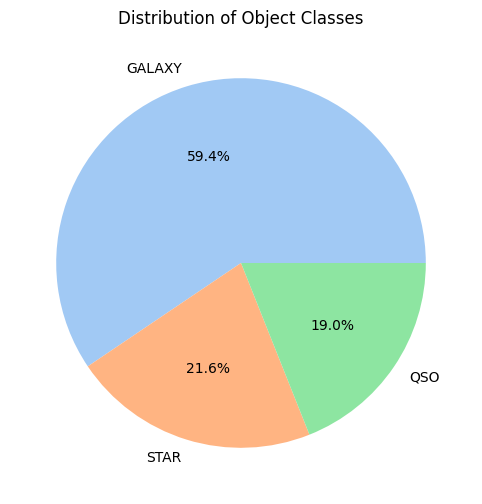 Distribution of Object Classes
GALAXY
59.4%
19.0%
21.6%
QSO
STAR